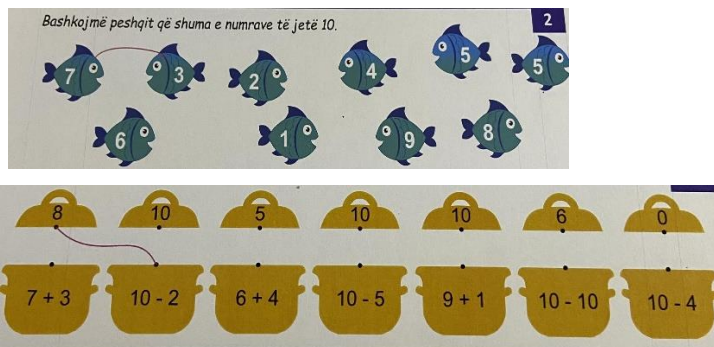 Bashkojmë peshqit që shuma e numrave të jetë 10.
2
7 3 2 4 5 5
6 1 9 8
8 10 5 10 10 6 0
7 + 3 10 - 2 6 + 4 10 - 5 9 + 1 10 - 10 10 - 4